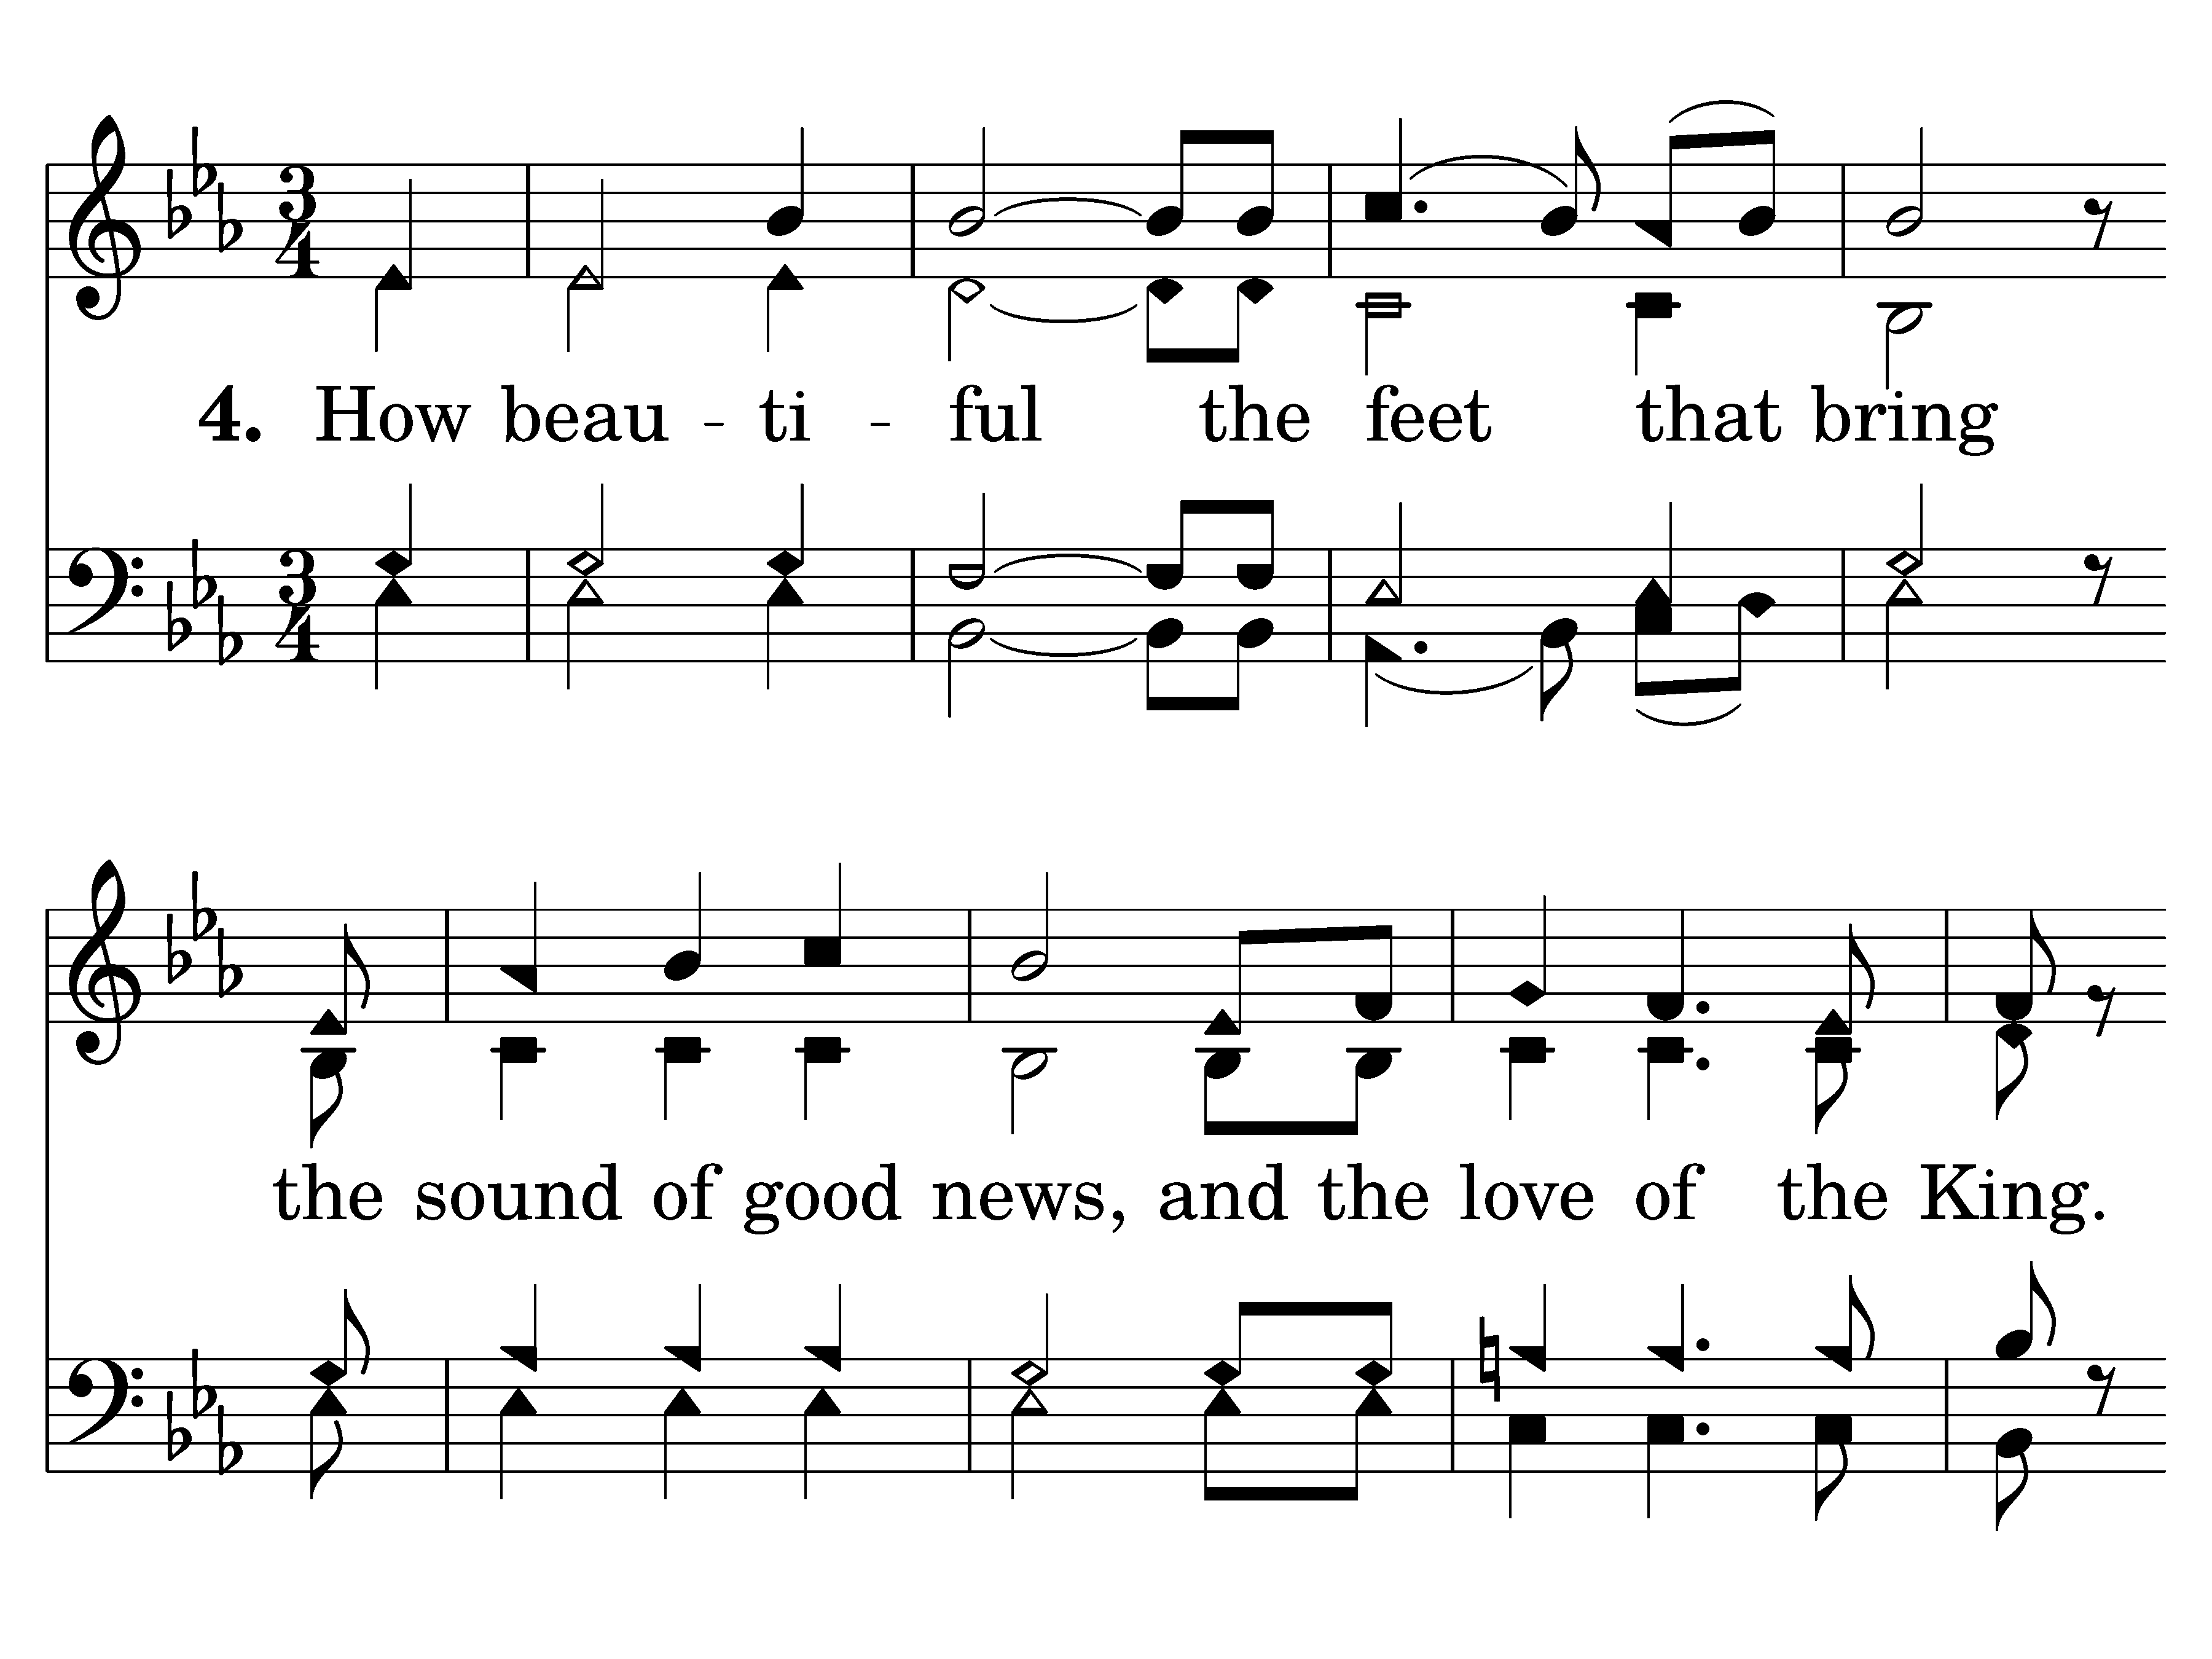 4. How beau - ti - ful the feet that bring
the sound of good news, and the love of the King.